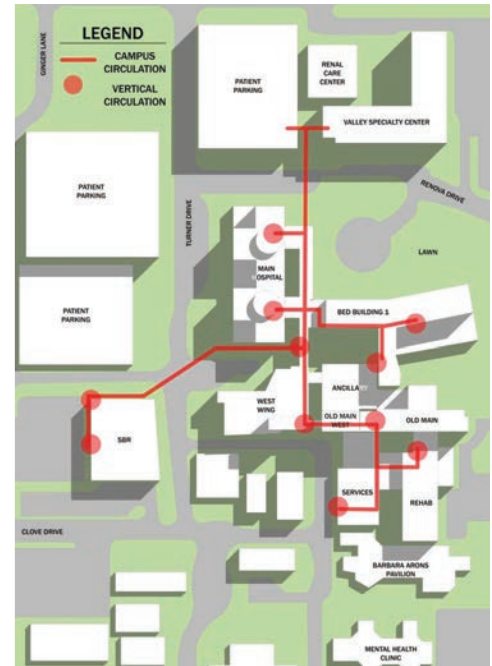 LEGEND
CAMPUS
CIRCULATION
VERTICAL
CIRCULATION
GINGER LANE
PATIENT
PARKING
RENAL
CARE
CENTER
VALLEY SPECIALTY CENTER
PATIENT
PARKING
TURNER DRIVE
RENOVA DRIVE
LAWN
MAIN
HOSPITAL
PATIENT
PARKING
BED BUILDING 1
ANCILLARY
WEST
WING
OLD MAIN
WEST
OLD MAIN
SBR
SERVICES
REHAB
CLOVE DRIVE
BARBARA ARONS
PAVILION
MENTAL HEALTH
CLINIC